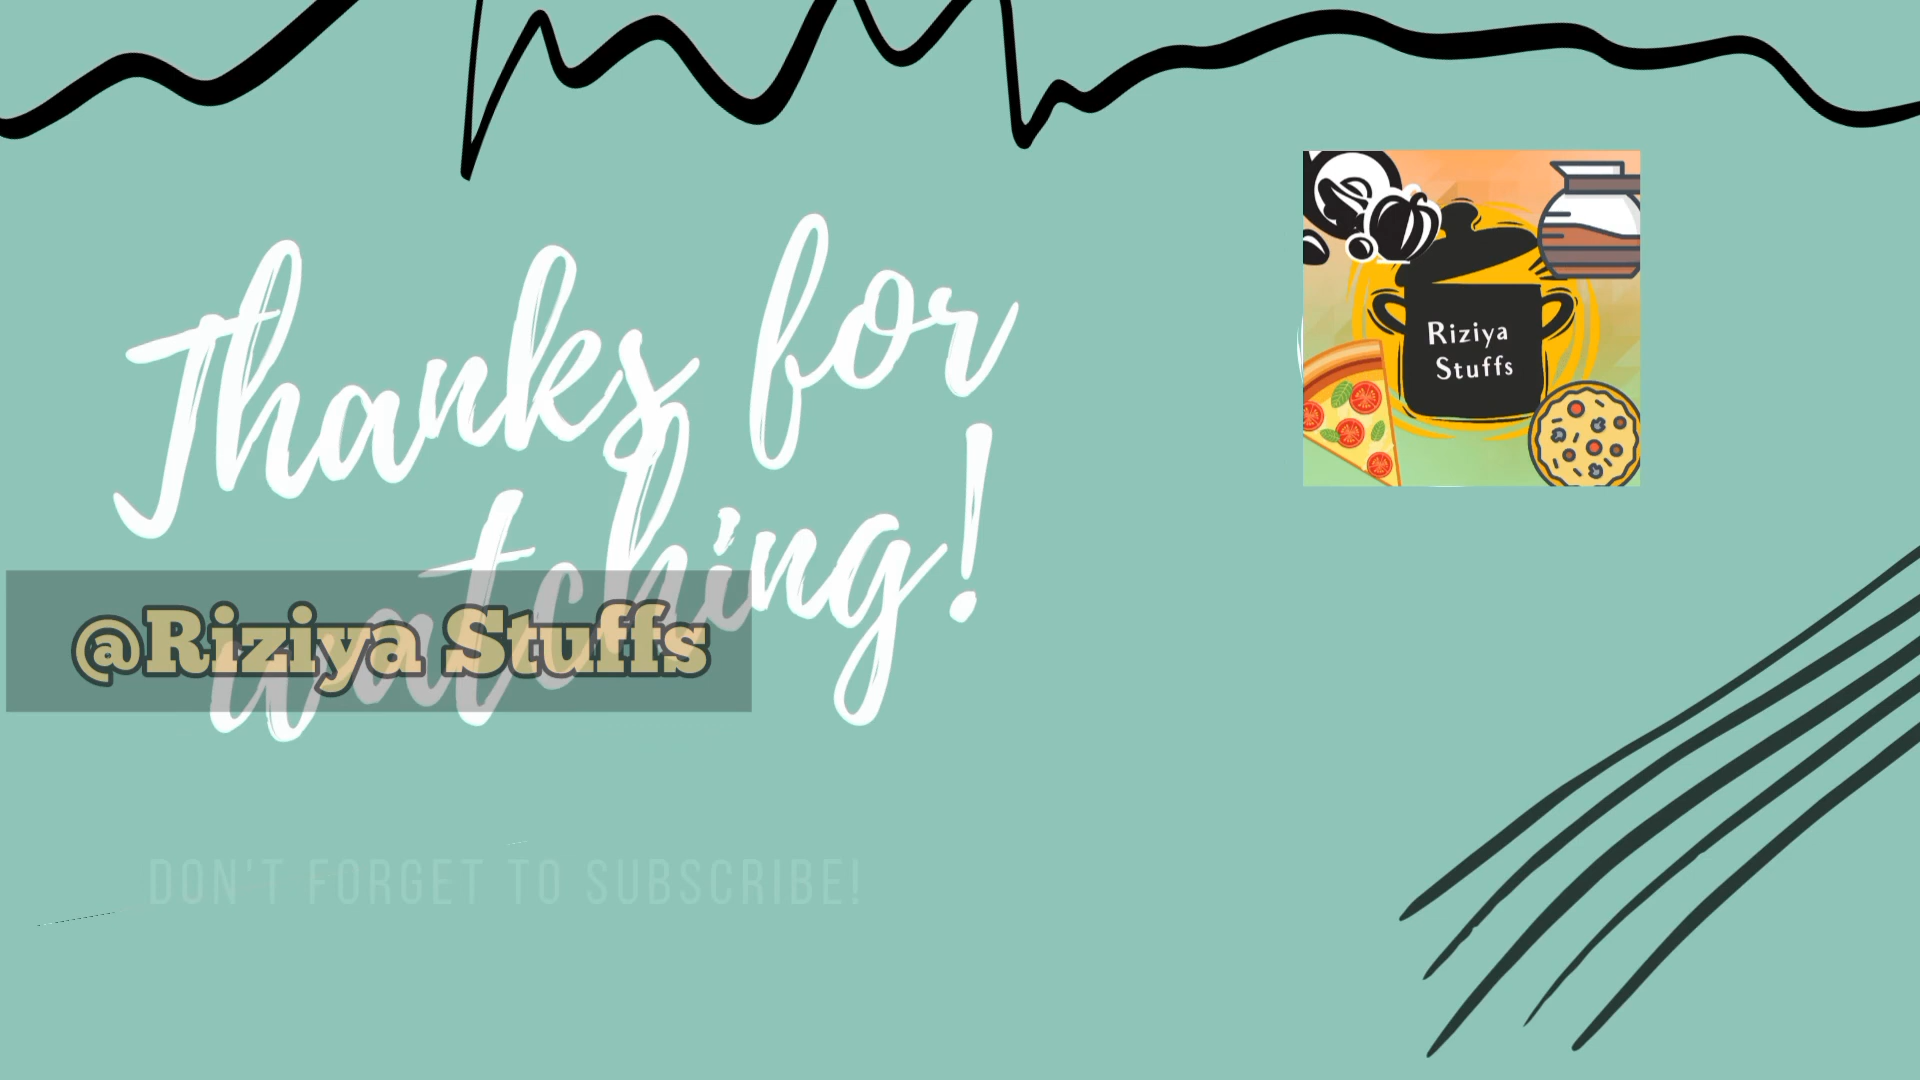 Thanks for
watching!
@Riziya Stuffs
DON'T FORGET TO SUBSCRIBE!
Riziya
Stuffs